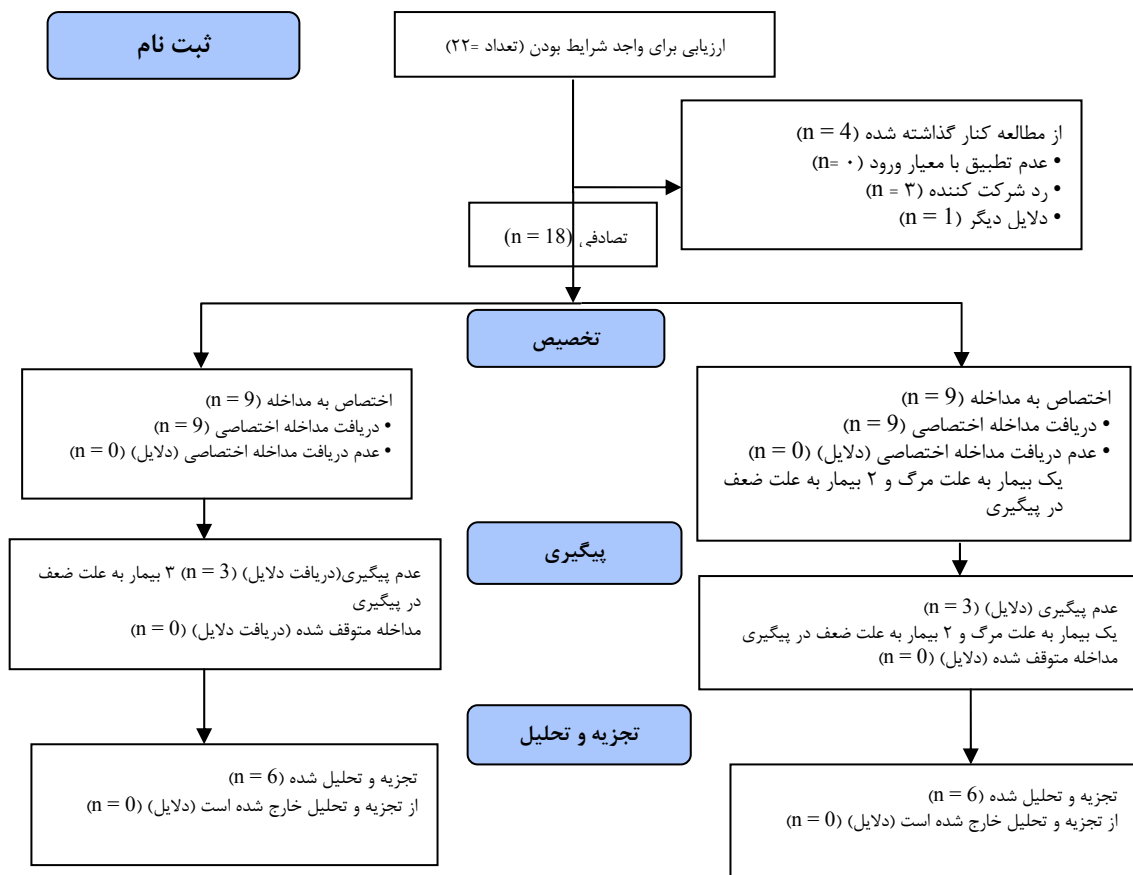 ثبت نام
ارزیابی برای واجد شرایط بودن (تعداد =۲۲)
از مطالعه کنار گذاشته شده (n = 4)
• عدم تطبیق با معیار ورود (n= ۰)
• رد شرکت کننده (n = ۳)
• دلایل دیگر (n = 1)
تصادفی (n = 18)
تخصیص
اختصاص به مداخله (n = 9)
• دریافت مداخله اختصاصی (n = 9)
• عدم دریافت مداخله اختصاصی (دلایل) (n = 0)
یک بیمار به علت مرگ و ۲ بیمار به علت ضعف
در پیگیری
اختصاص به مداخله (n = 9)
• دریافت مداخله اختصاصی (n = 9)
• عدم دریافت مداخله اختصاصی (دلایل) (n = 0)
پیگیری
عدم پیگیری (دلایل) (n = 3)
یک بیمار به علت مرگ و ۲ بیمار به علت ضعف در پیگیری
مداخله متوقف شده (دلایل) (n = 0)
عدم پیگیری(دریافت دلایل) (n = 3) ۳ بیمار به علت ضعف
در پیگیری
مداخله متوقف شده (دریافت دلایل) (n = 0)
تجزیه و تحلیل
تجزیه و تحلیل شده (n = 6)
از تجزیه و تحلیل خارج شده است (دلایل) (n = 0)
تجزیه و تحلیل شده (n = 6)
از تجزیه و تحلیل خارج شده است (دلایل) (n = 0)